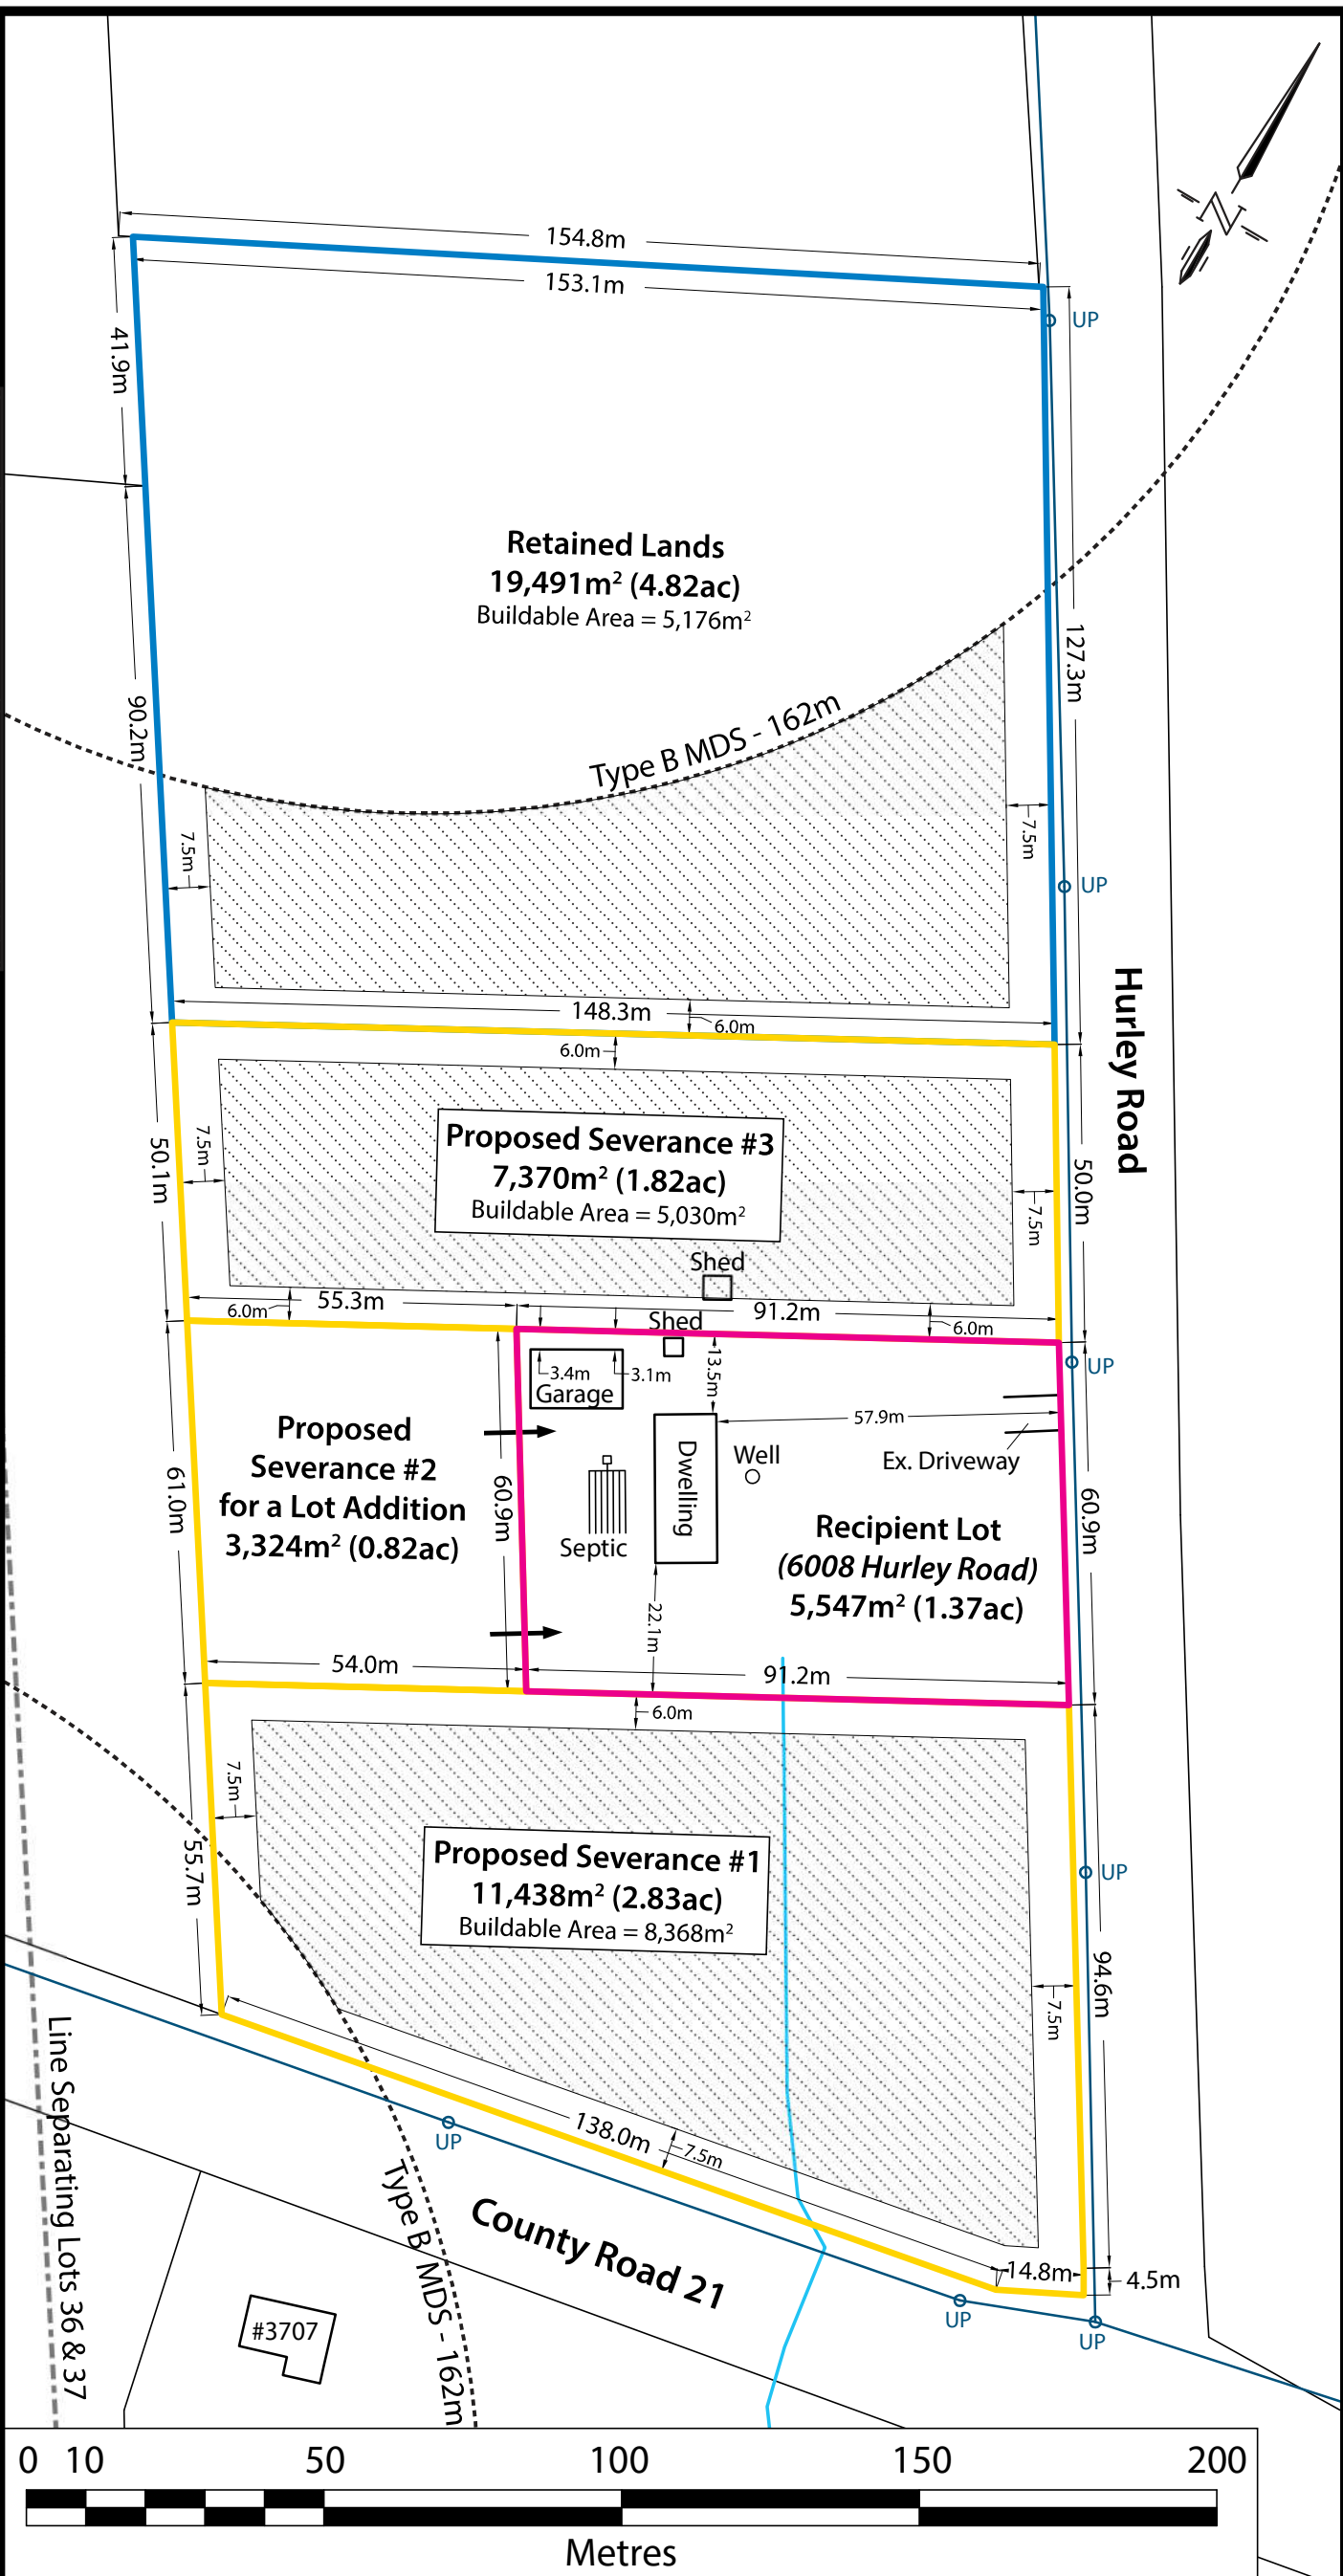 N
154.8m
153.1m
UP
41.9m
Retained Lands
19,491m² (4.82ac)
Buildable Area = 5,176m²
127.3m
90.2m
Type B MDS - 162m
7.5m
7.5m
UP
Hurley Road
148.3m
6.0m
6.0m
Proposed Severance #3
7,370m² (1.82ac)
Buildable Area = 5,030m²
7.5m
50.1m
50.0m
7.5m
Shed
55.3m
6.0m
91.2m
6.0m
Shed
UP
3.4m
3.1m
13.5m
Garage
57.9m
Proposed
Severance #2
for a Lot Addition
3,324m² (0.82ac)
Dwelling
Well
Ex. Driveway
61.0m
60.9m
60.9m
Septic
Recipient Lot
(6008 Hurley Road)
5,547m² (1.37ac)
22.1m
54.0m
91.2m
6.0m
7.5m
Proposed Severance #1
11,438m² (2.83ac)
Buildable Area = 8,368m²
UP
55.7m
94.6m
7.5m
Line Separating Lots 36 & 37
138.0m
7.5m
UP
Type B MDS - 162m
County Road 21
14.8m
4.5m
UP
UP
#3707
0 10 50 100 150 200
Metres